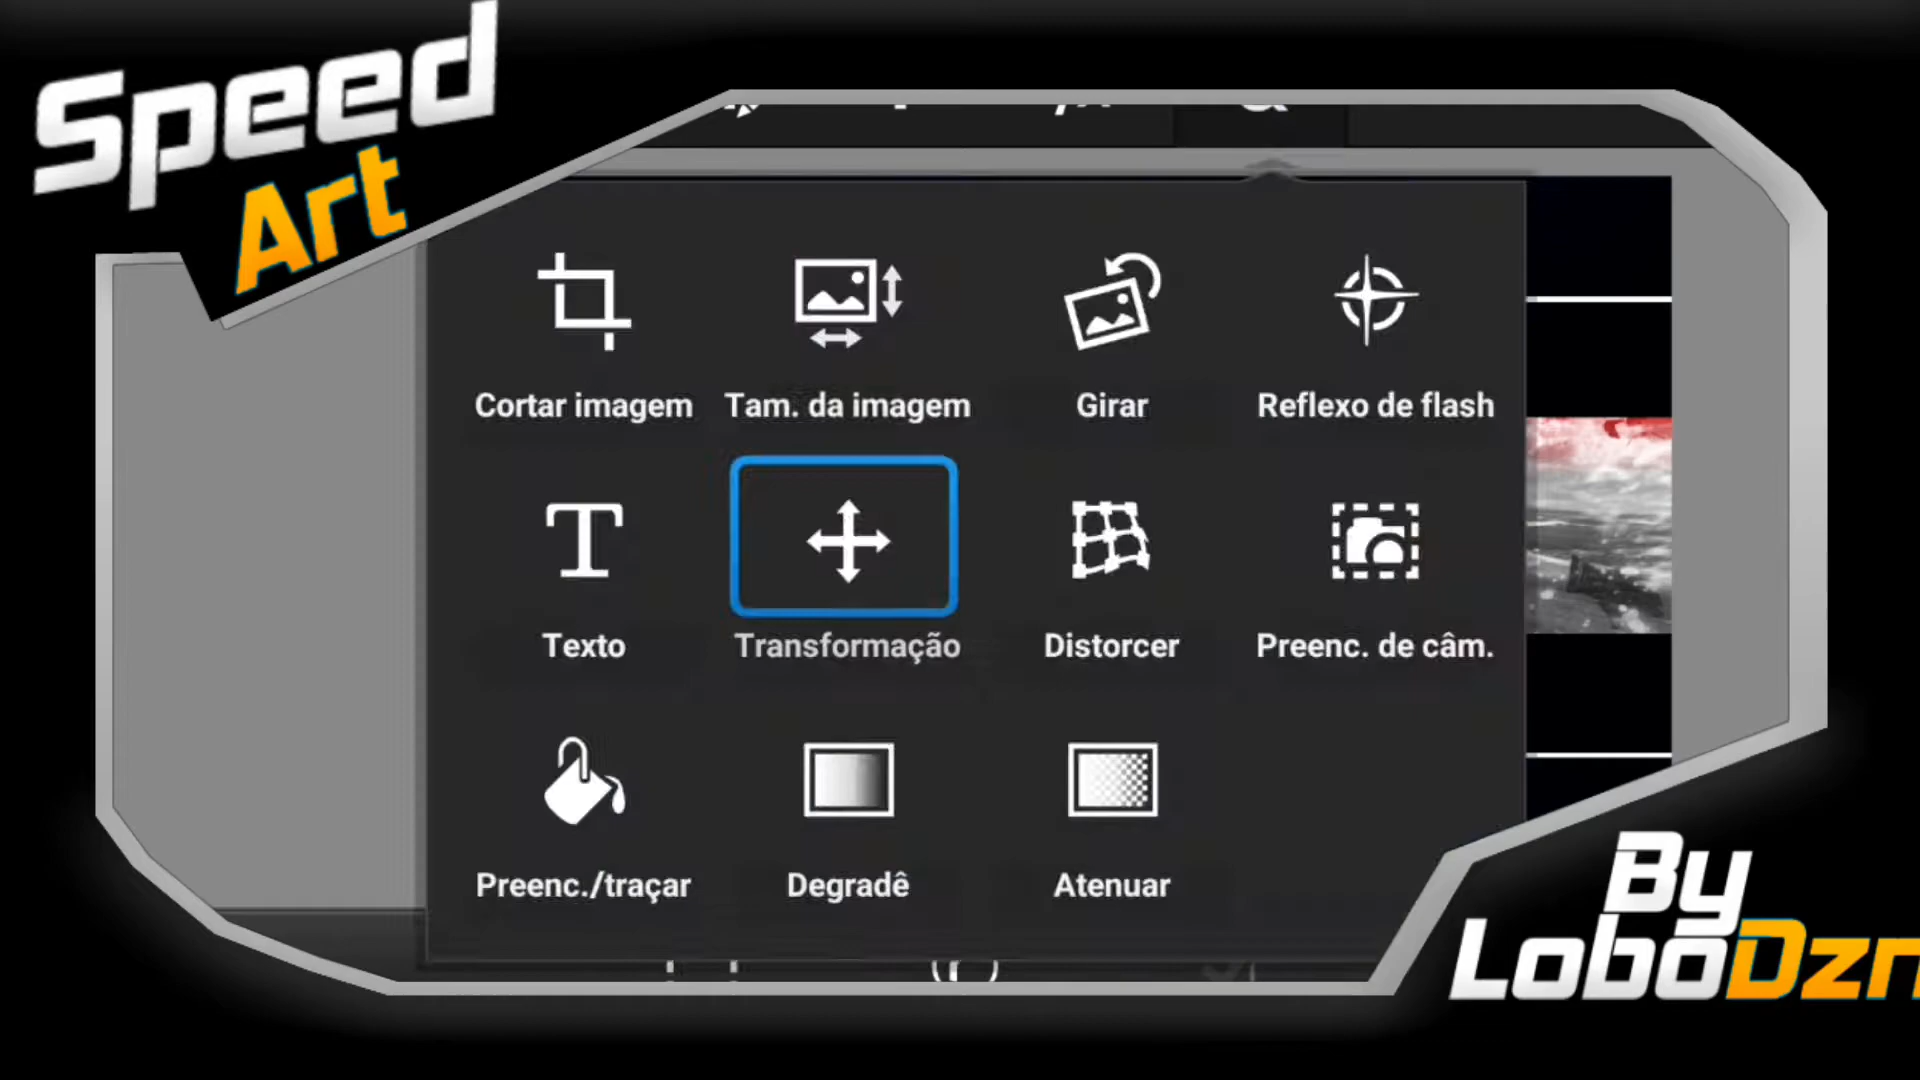 Speed
Art
Cortar imagem
Tam. da imagem
Girar
Reflexo de flash
Texto
Transformação
Distorcer
Preenc. de câm.
Preenc./traçar
Degradê
Atenuar
By
LoboDzn